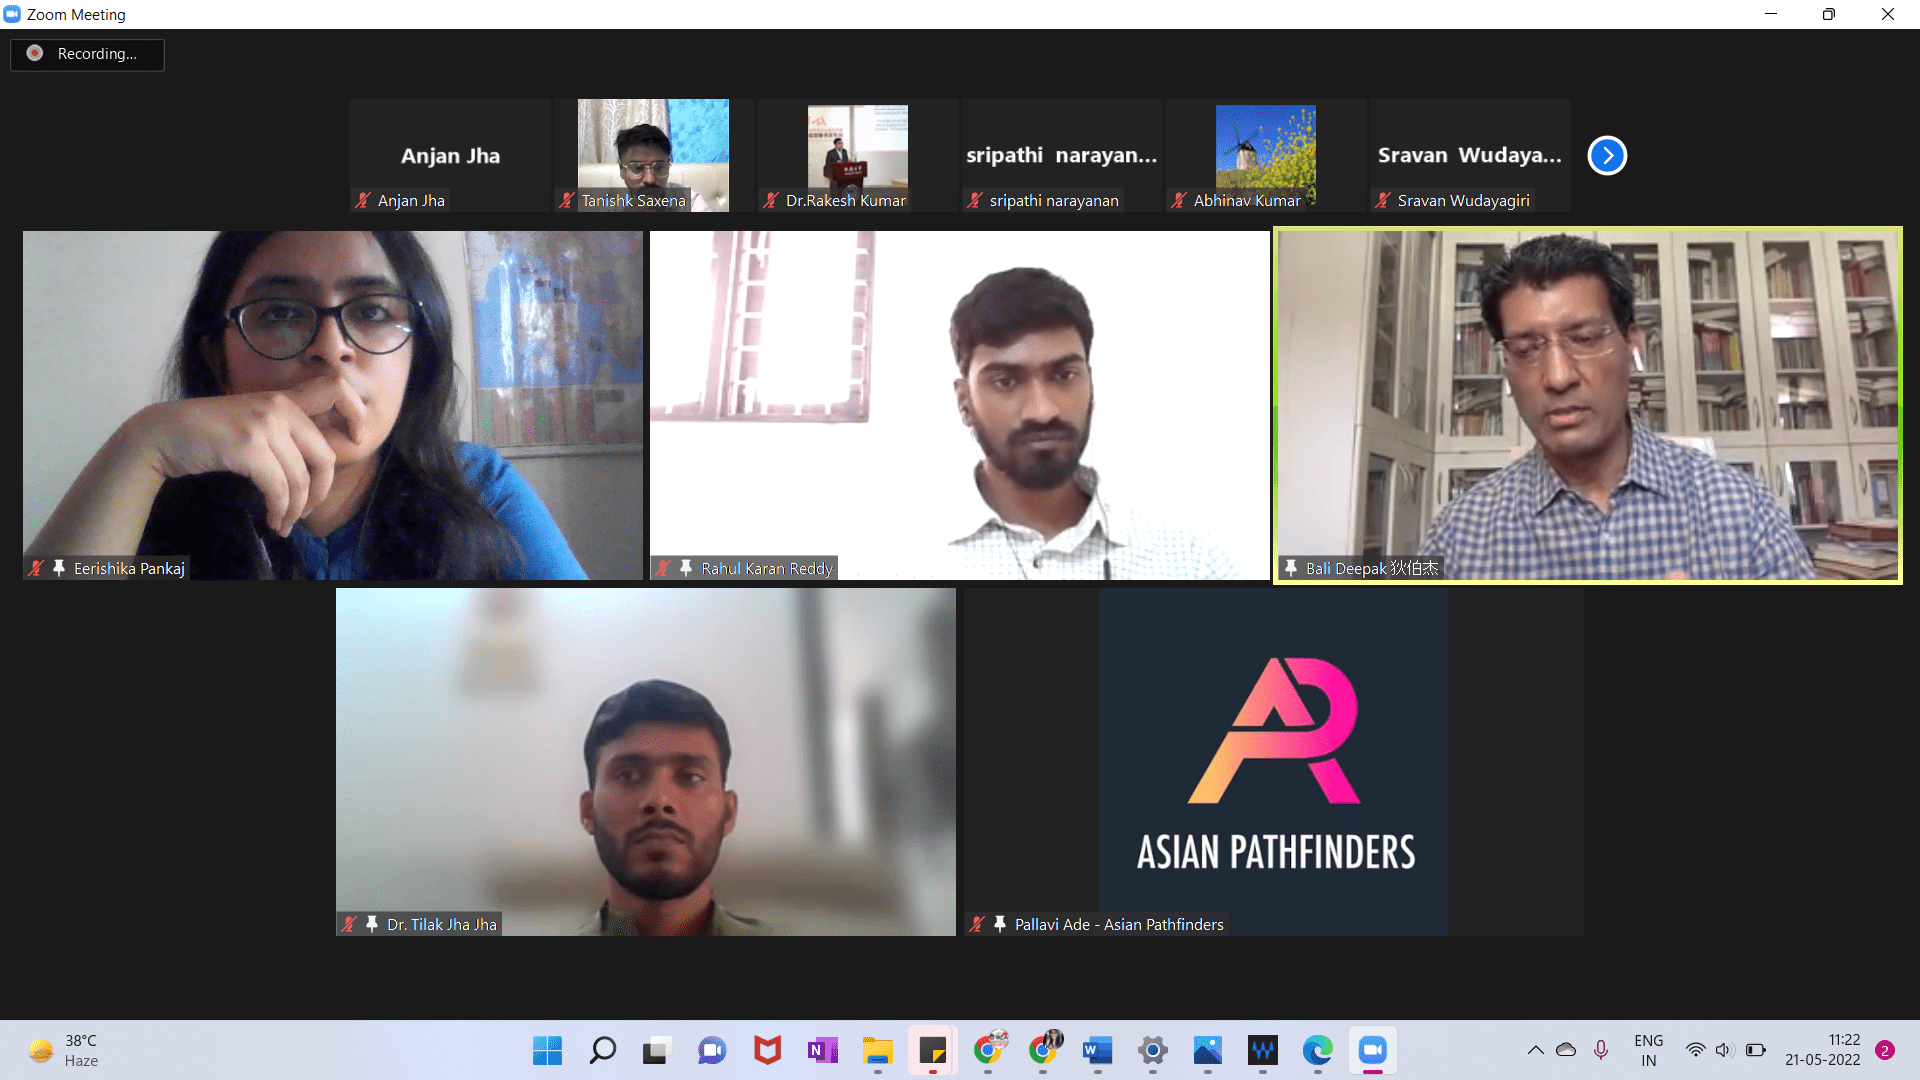 Zoom Meeting
Recording...
Anjan Jha
sripathi narayan...
Sravan Wudaya...
Anjan Jha
Tanishk Saxena
Dr.Rakesh Kumar
sripathi narayanan
Abhinav Kumar
Sravan Wudayagiri
Eerishika Pankaj
Rahul Karan Reddy
Bali Deepak 狄伯杰
ASIAN PATHFINDERS
Dr. Tilak Jha Jha
Pallavi Ade - Asian Pathfinders
38°C
Haze
ENG
IN
11:22
21-05-2022
2